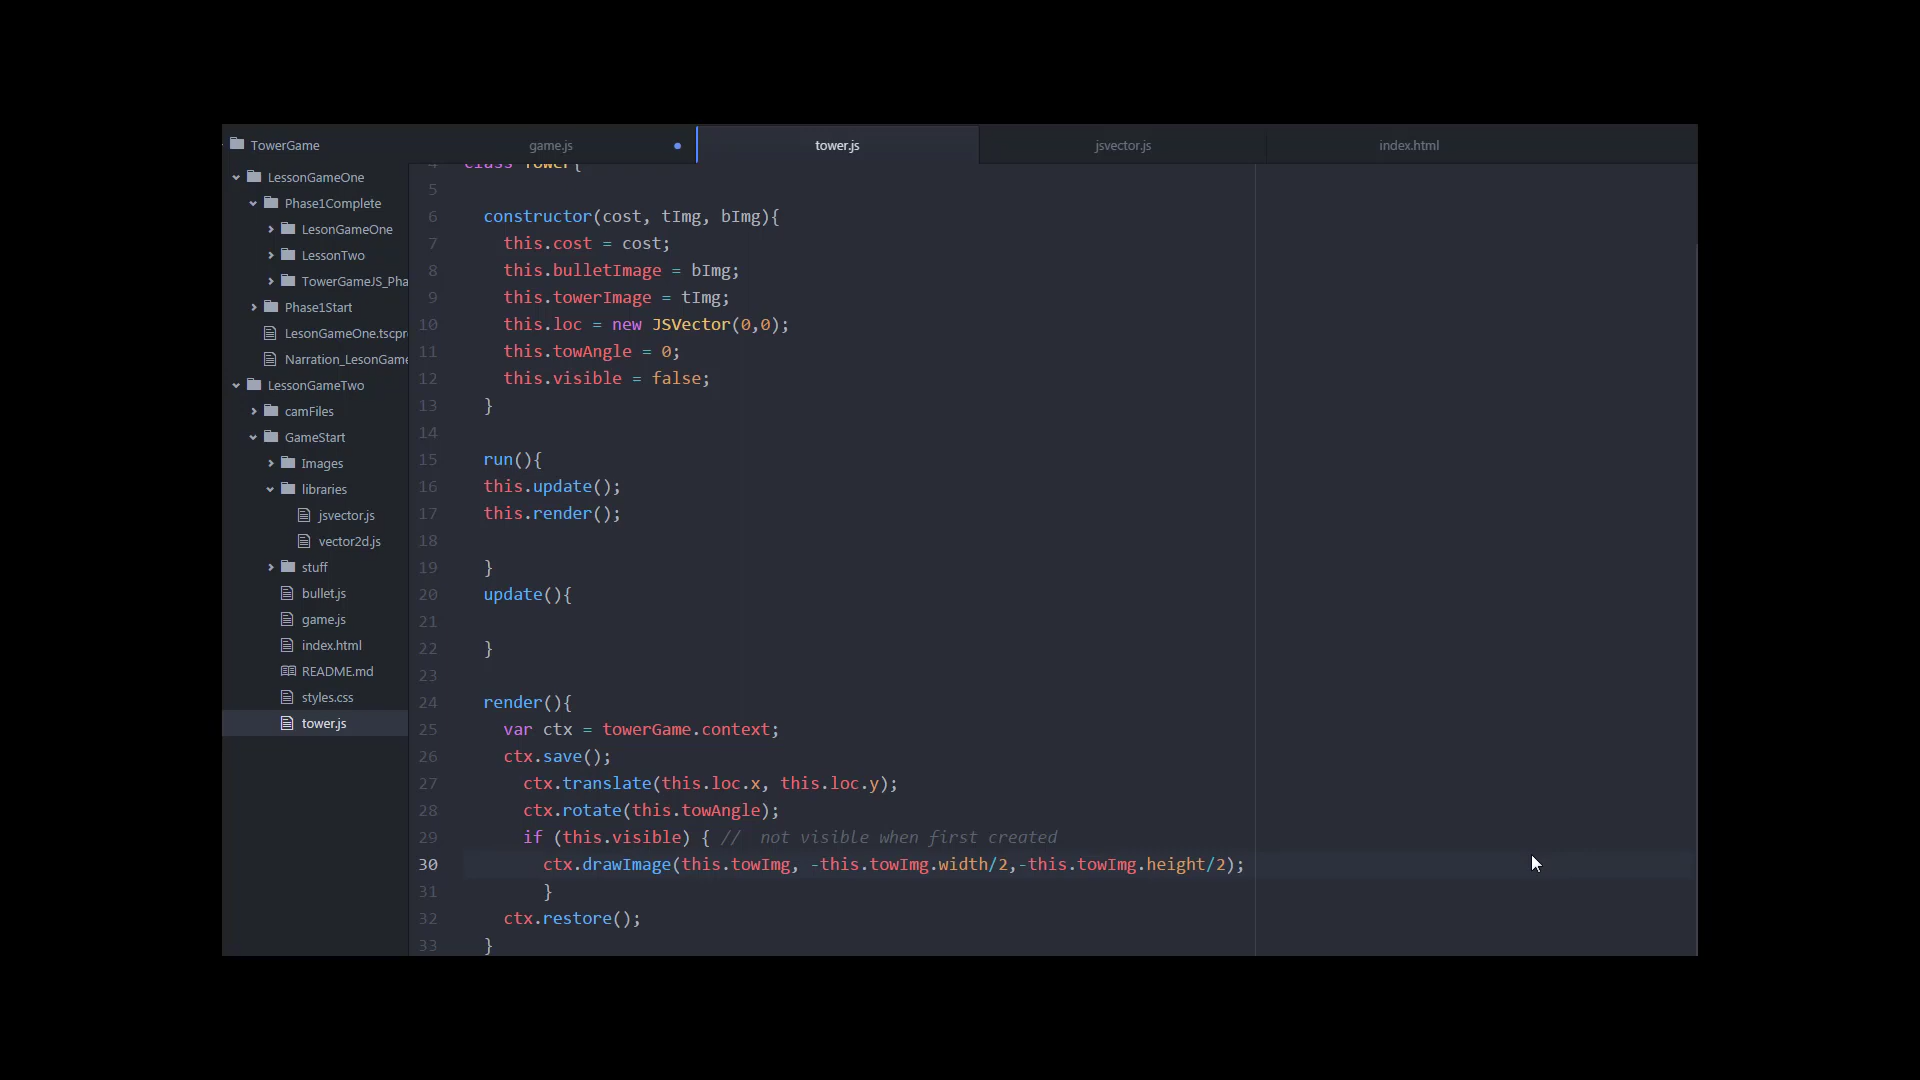 TowerGame
LessonGameOne
Phase1Complete
LesonGameOne
LessonTwo
TowerGameJS_Pha
Phase1Start
LesonGameOne.tscpr
Narration_LesonGame
LessonGameTwo
camFiles
GameStart
Images
libraries
jsvector.js
vector2d.js
stuff
bullet.js
game.js
index.html
README.md
styles.css
tower.js
game.js
tower.js
jsvector.js
index.html
4 class Tower{
5
6 constructor(cost, tImg, bImg){
7 this.cost = cost;
8 this.bulletImage = bImg;
9 this.towerImage = tImg;
10 this.loc = new JSVector(0,0);
11 this.towAngle = 0;
12 this.visible = false;
13 }
14
15 run(){
16 this.update();
17 this.render();
18
19 }
20 update(){
21
22 }
23
24 render(){
25 var ctx = towerGame.context;
26 ctx.save();
27 ctx.translate(this.loc.x, this.loc.y);
28 ctx.rotate(this.towAngle);
29 if (this.visible) { //  not visible when first created
30 ctx.drawImage(this.towImg, -this.towImg.width/2,-this.towImg.height/2);
31 }
32 ctx.restore();
33 }